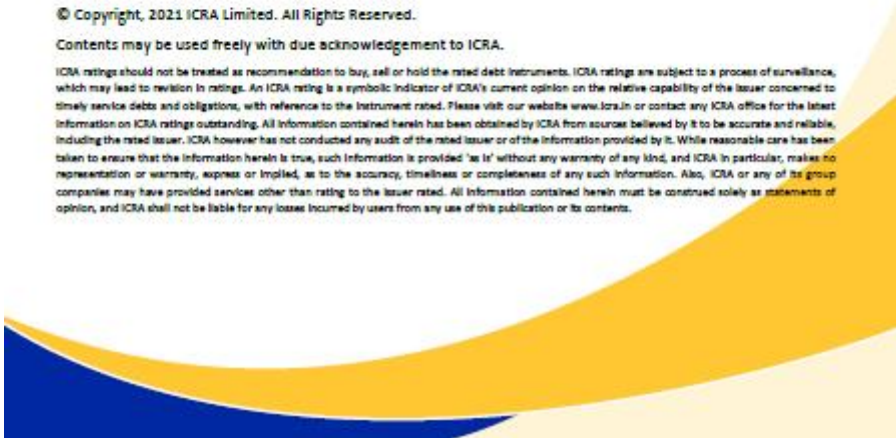 © Copyright, 2021 ICRA Limited. All Rights Reserved.
Contents may be used freely with due acknowledgement to ICRA.
ICRA ratings should not be treated as recommendation to buy, sell or hold the rated debt instruments. ICRA ratings are subject to a process of surveillance,
which may lead to revision in ratings. An ICRA rating is a symbolic indicator of ICRA's current opinion on the relative capability of the issuer concerned to
timely service debts and obligations, with reference to the instrument rated. Please visit our website www.icra.in or contact any ICRA office for the latest
information on ICRA ratings outstanding. All information contained herein has been obtained by ICRA from sources believed by it to be accurate and reliable,
including the rated issuer. ICRA however has not conducted any audit of the rated issuer or of the information provided by it. While reasonable care has been
taken to ensure that the information herein is true, such information is provided 'as is' without any warranty of any kind, and ICRA in particular, makes no
representation or warranty, express or implied, as to the accuracy, timeliness or completeness of any such information. Also, ICRA or any of its group
companies may have provided services other than rating to the issuer rated. All information contained herein must be construed solely as statements of
opinion, and ICRA shall not be liable for any losses incurred by users from any use of this publication or its contents.